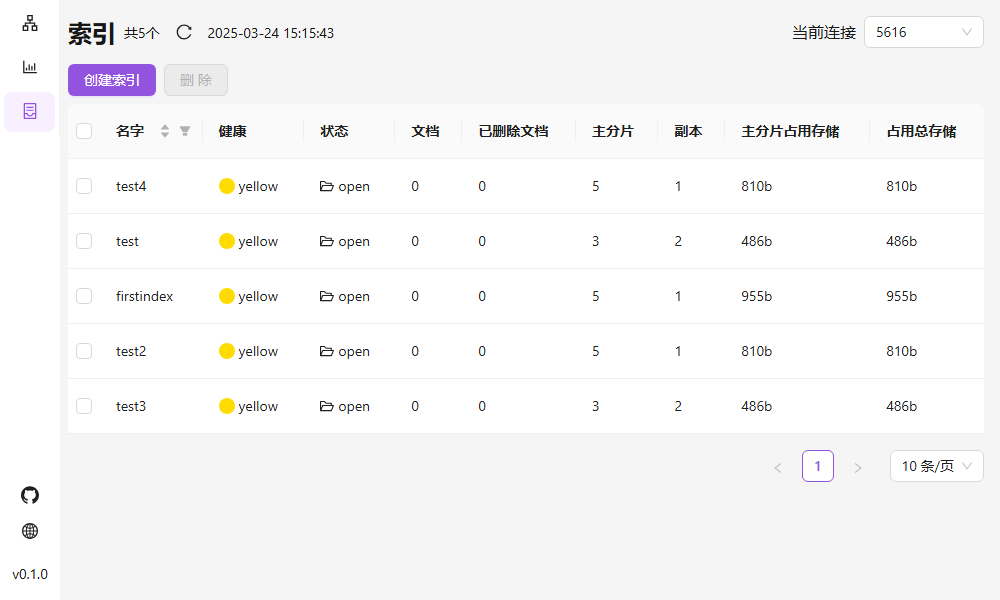 索引 共5个 2025-03-24 15:15:43 当前连接 5616
创建索引 删 除
名字 健康 状态 文档 已删除文档 主分片 副本 主分片占用存储 占用总存储
test4 yellow open 0 0 5 1 810b 810b
test yellow open 0 0 3 2 486b 486b
firstindex yellow open 0 0 5 1 955b 955b
test2 yellow open 0 0 5 1 810b 810b
test3 yellow open 0 0 3 2 486b 486b
< 1 > 10 条/页
v0.1.0